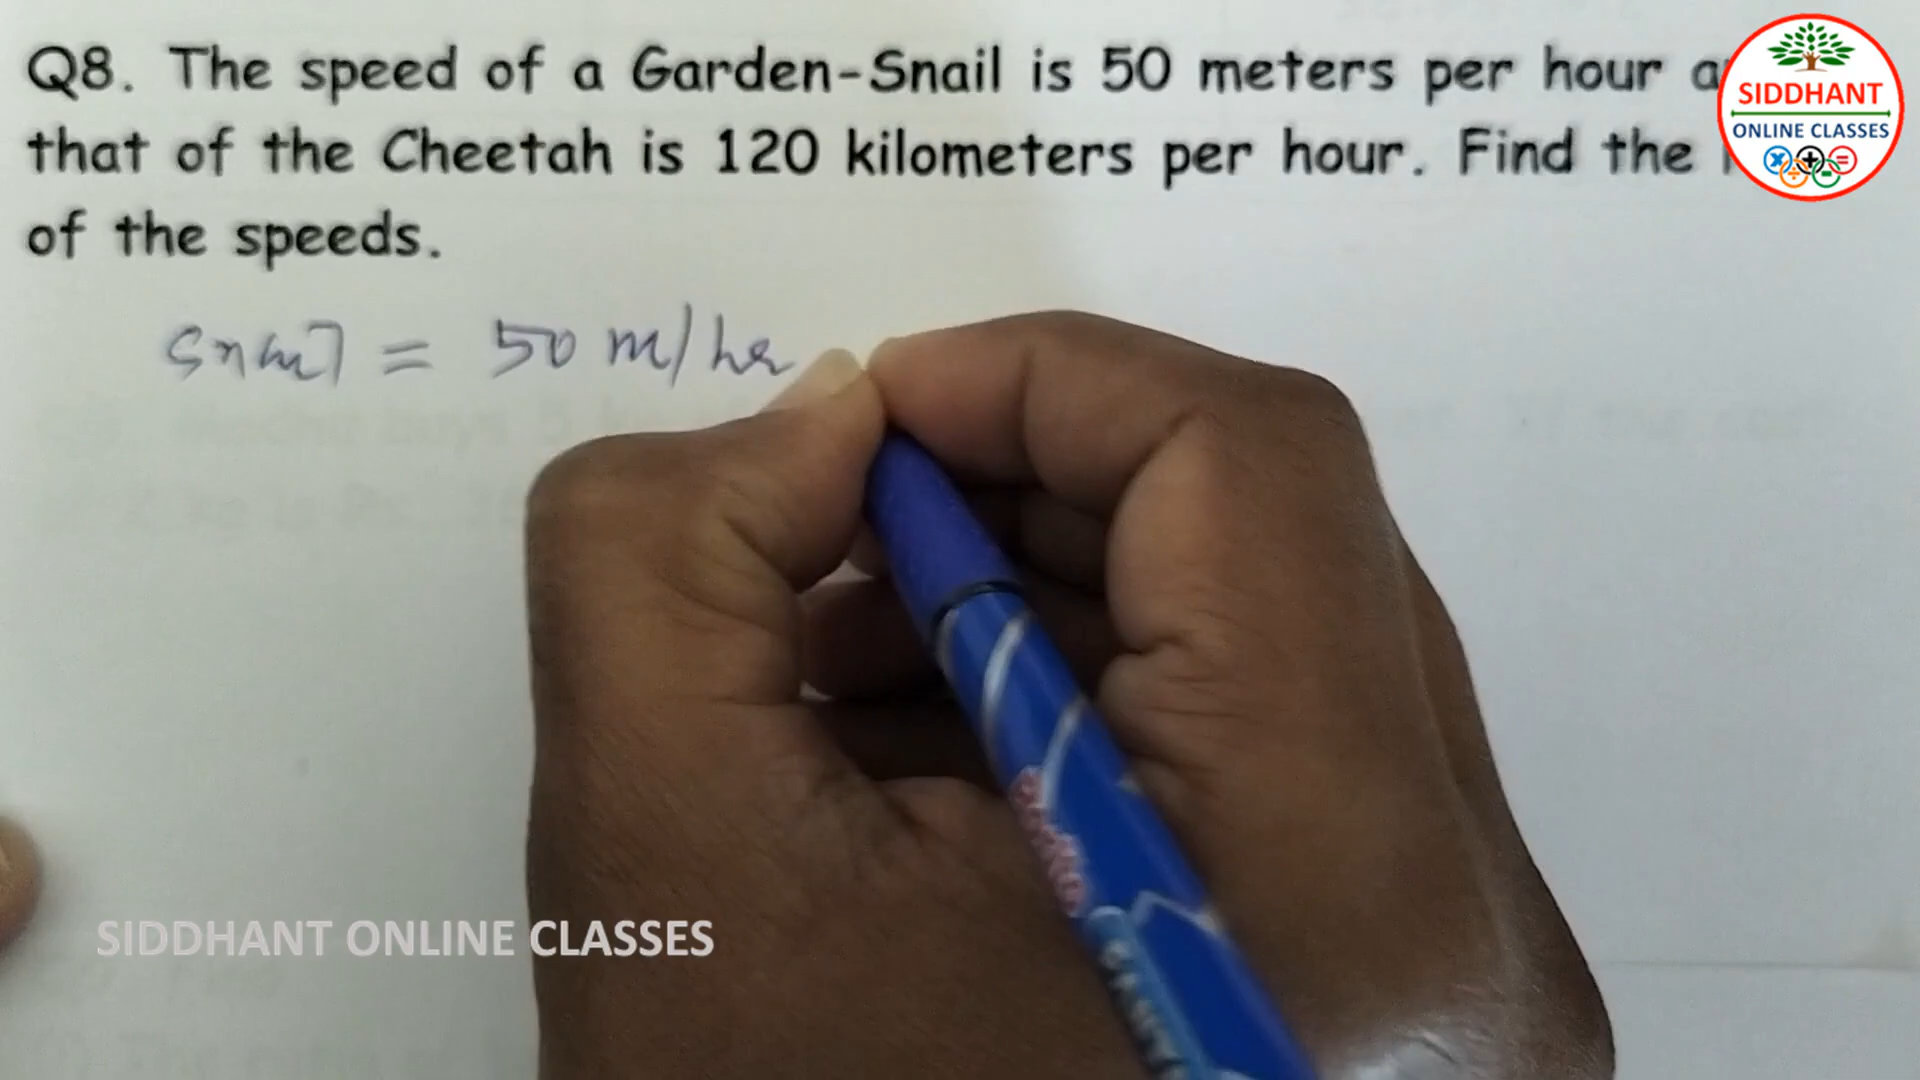 Q8. The speed of a Garden-Snail is 50 meters per hour a
that of the Cheetah is 120 kilometers per hour. Find the
of the speeds.
SIDDHANT
ONLINE CLASSES
Snail = 50 m/hr
SIDDHANT ONLINE CLASSES